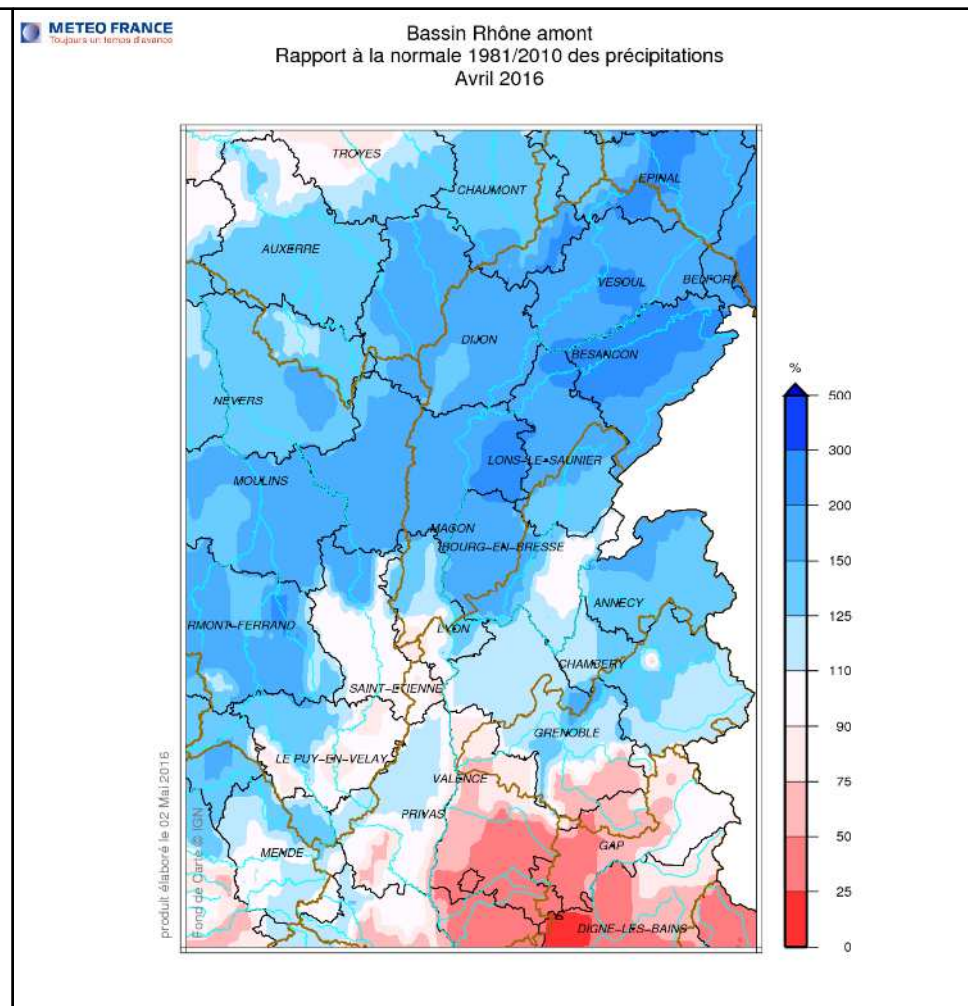 METEO FRANCE
Toujours un temps d'avance
Bassin Rhône amont
Rapport à la normale 1981/2010 des précipitations
Avril 2016
TROYES
CHAUMONT
EPINAL
AUXERRE
VESOUL
BELFORT
DIJON
BESANCON
NEVERS
LONS-LE-SAUNIER
MOULINS
MACON
BOURG-EN-BRESSE
ANNECY
RMONT-FERRAND
LYON
CHAMBERY
SAINT-ETIENNE
GRENOBLE
LE PUY-EN-VELAY
VALENCE
PRIVAS
GAP
MENDE
DIGNE-LES-BAINS
%
500
300
200
150
125
110
90
75
50
25
0
produit élaboré le 02 Mai 2016
Fond de Carte © IGN